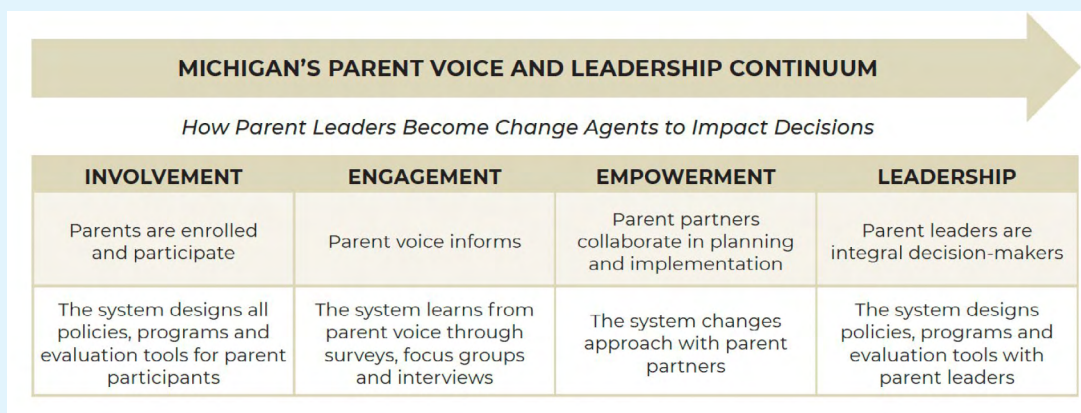 MICHIGAN'S PARENT VOICE AND LEADERSHIP CONTINUUM
How Parent Leaders Become Change Agents to Impact Decisions
INVOLVEMENT
ENGAGEMENT
EMPOWERMENT
LEADERSHIP
Parents are enrolled
and participate
Parent voice informs
Parent partners
collaborate in planning
and implementation
Parent leaders are
integral decision-makers
The system designs all
policies, programs and
evaluation tools for parent
participants
The system learns from
parent voice through
surveys, focus groups
and interviews
The system changes
approach with parent
partners
The system designs
policies, programs and
evaluation tools with
parent leaders